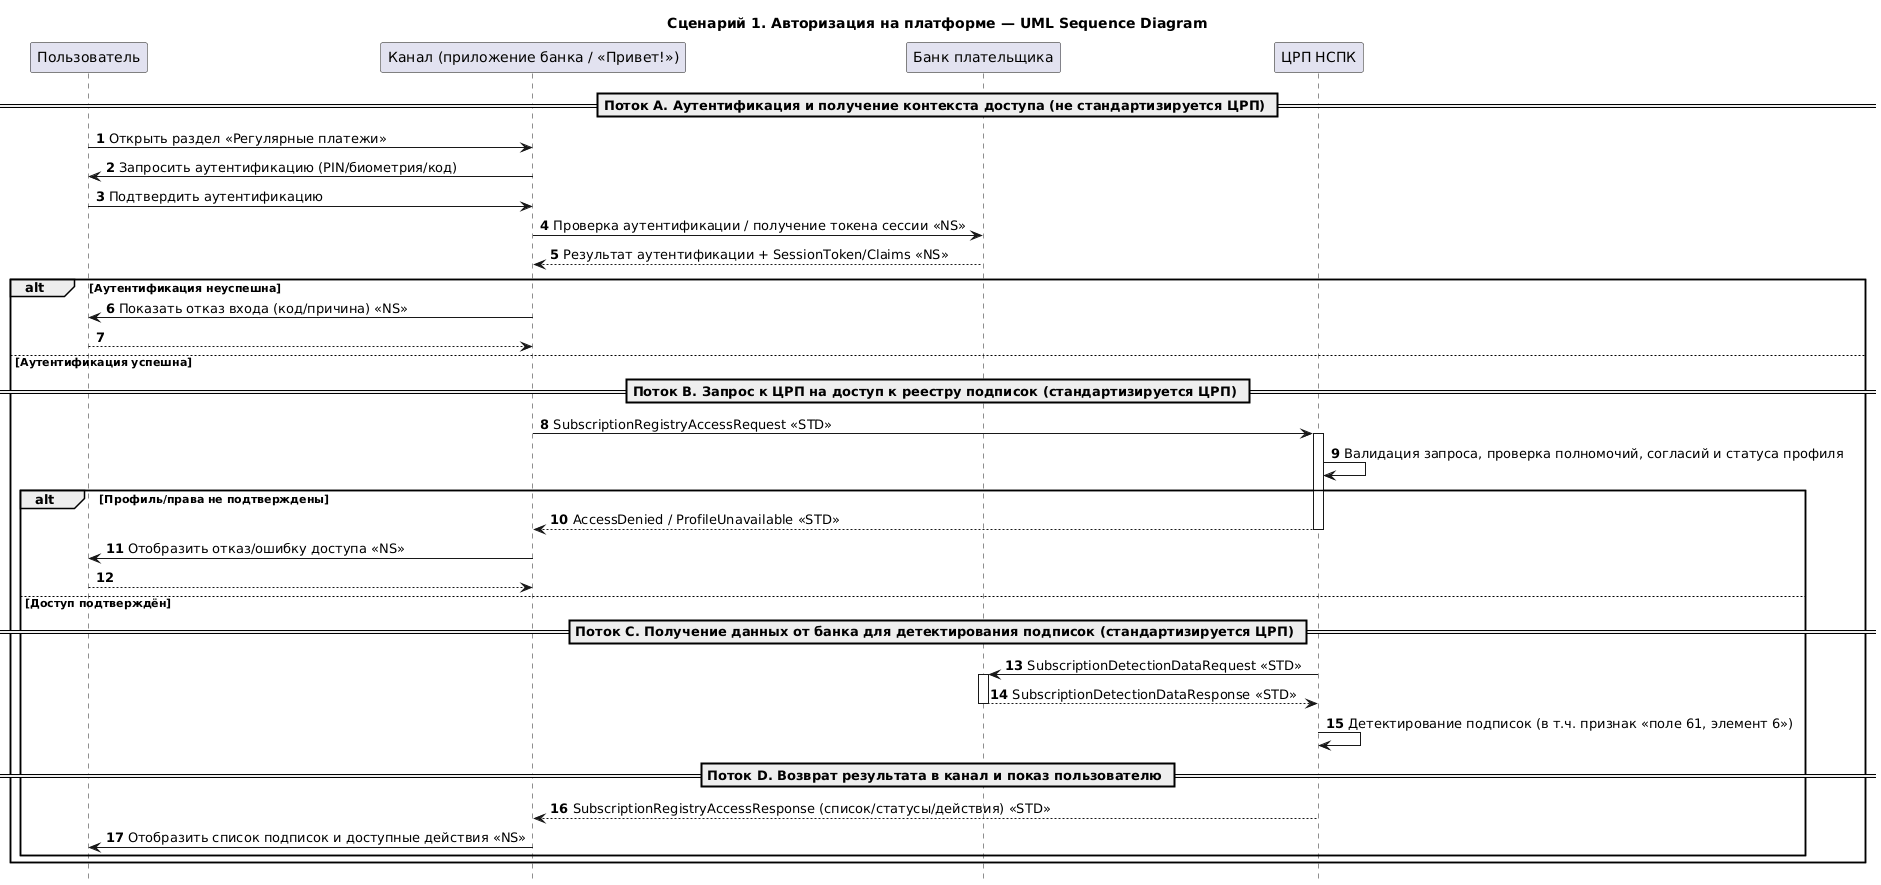 Сценарий 1. Авторизация на платформе — UML Sequence Diagram
Пользователь
Канал (приложение банка / «Привет!»)
Банк плательщика
ЦРП НСПК
Поток A. Аутентификация и получение контекста доступа (не стандартизируется ЦРП)
1 Открыть раздел «Регулярные платежи»
2 Запросить аутентификацию (PIN/биометрия/код)
3 Подтвердить аутентификацию
4 Проверка аутентификации / получение токена сессии «NS»
5 Результат аутентификации + SessionToken/Claims «NS»
alt [Аутентификация неуспешна]
6 Показать отказ входа (код/причина) «NS»
7
[Аутентификация успешна]
Поток B. Запрос к ЦРП на доступ к реестру подписок (стандартизируется ЦРП)
8 SubscriptionRegistryAccessRequest «STD»
9 Валидация запроса, проверка полномочий, согласий и статуса профиля
alt [Профиль/права не подтверждены]
10 AccessDenied / ProfileUnavailable «STD»
11 Отобразить отказ/ошибку доступа «NS»
12
[Доступ подтверждён]
Поток C. Получение данных от банка для детектирования подписок (стандартизируется ЦРП)
13 SubscriptionDetectionDataRequest «STD»
14 SubscriptionDetectionDataResponse «STD»
15 Детектирование подписок (в т.ч. признак «поле 61, элемент 6»)
Поток D. Возврат результата в канал и показ пользователю
16 SubscriptionRegistryAccessResponse (список/статусы/действия) «STD»
17 Отобразить список подписок и доступные действия «NS»